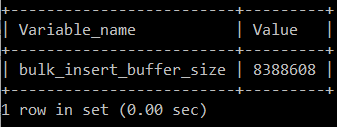 +-------------------------+---------+
| Variable_name           | Value   |
+-------------------------+---------+
| bulk_insert_buffer_size | 8388608 |
+-------------------------+---------+
1 row in set (0.00 sec)